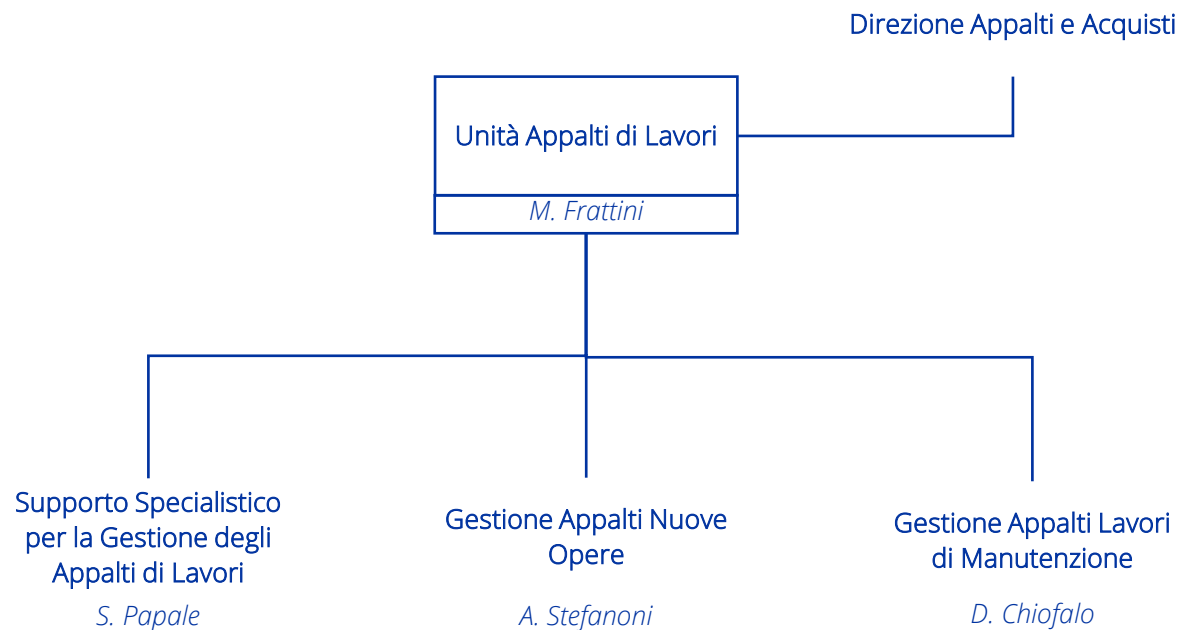 Direzione Appalti e Acquisti
Unità Appalti di Lavori
M. Frattini
Supporto Specialistico
per la Gestione degli
Appalti di Lavori
S. Papale
Gestione Appalti Nuove
Opere
A. Stefanoni
Gestione Appalti Lavori
di Manutenzione
D. Chiofalo